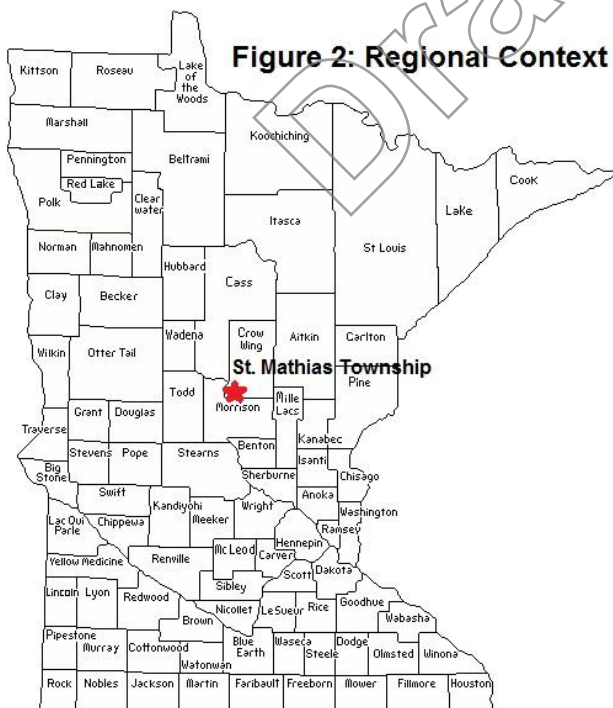 Figure 2: Regional Context
Draf
Kittson
Roseau
Lake
of
the
Woods
Marshall
Koochiching
Pennington
Beltrami
Red Lake
Clear
water
Polk
Cook
Lake
Itasca
St Louis
Norman
Mahnomen
Hubbard
Cass
Clay
Becker
Wadena
Crow
Wing
Aitkin
Carlton
Wilkin
Otter Tail
St. Mathias Township
Pine
Todd
Morrison
Mille
Lacs
Grant
Douglas
Traverse
Kanabec
Benton
Stevens
Pope
Stearns
Isanti
Big
Stone
Sherburne
Chisago
Swift
Anoka
Kandiyohi
Wright
Washington
Lac Qui
Parle
Chippewa
Meeker
Ramsey
Hennepin
Yellow Medicine
Renville
Mc Leod
Carver
Scott
Dakota
Sibley
Lincoln
Lyon
Redwood
Nicollet
Le Sueur
Rice
Goodhue
Brown
Wabasha
Pipestone
Murray
Cottonwood
Watonwan
Blue
Earth
Waseca
Steele
Dodge
Olmsted
Winona
Rock
Nobles
Jackson
Martin
Faribault
Freeborn
Mower
Fillmore
Houston